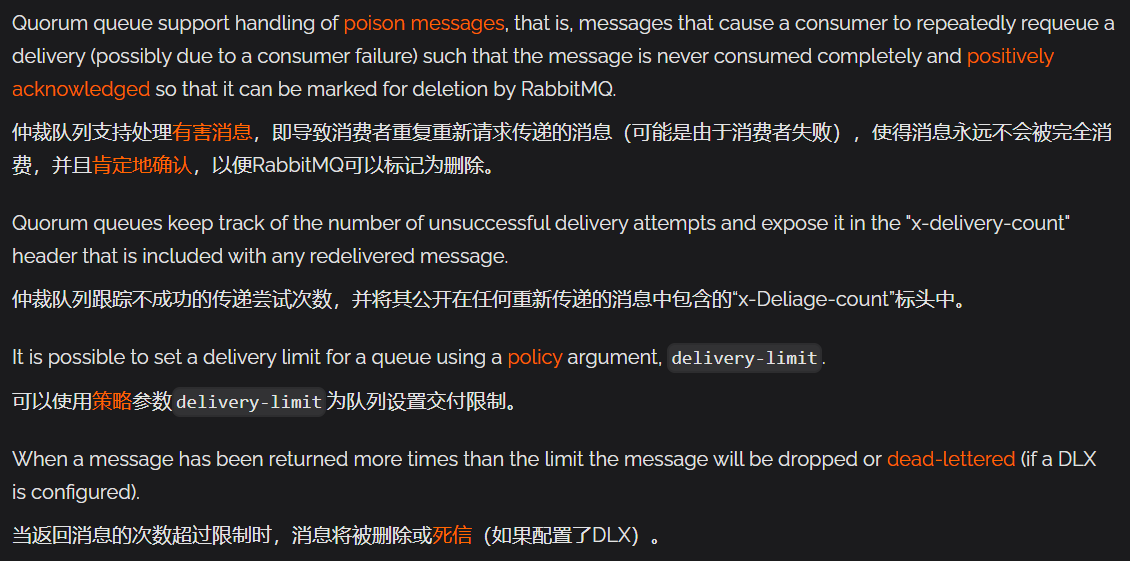 Quorum queue support handling of poison messages, that is, messages that cause a consumer to repeatedly requeue a
delivery (possibly due to a consumer failure) such that the message is never consumed completely and positively
acknowledged so that it can be marked for deletion by RabbitMQ.
仲裁队列支持处理有害消息，即导致消费者重复重新请求传递的消息（可能是由于消费者失败），使得消息永远不会被完全消
费，并且肯定地确认，以便RabbitMQ可以标记为删除。
Quorum queues keep track of the number of unsuccessful delivery attempts and expose it in the "x-delivery-count"
header that is included with any redelivered message.
仲裁队列跟踪不成功的传递尝试次数，并将其公开在任何重新传递的消息中包含的“x-Deliage-count”标头中。
It is possible to set a delivery limit for a queue using a policy argument, delivery-limit.
可以使用策略参数delivery-limit为队列设置交付限制。
When a message has been returned more times than the limit the message will be dropped or dead-lettered (if a DLX
is configured).
当返回消息的次数超过限制时，消息将被删除或死信（如果配置了DLX）。